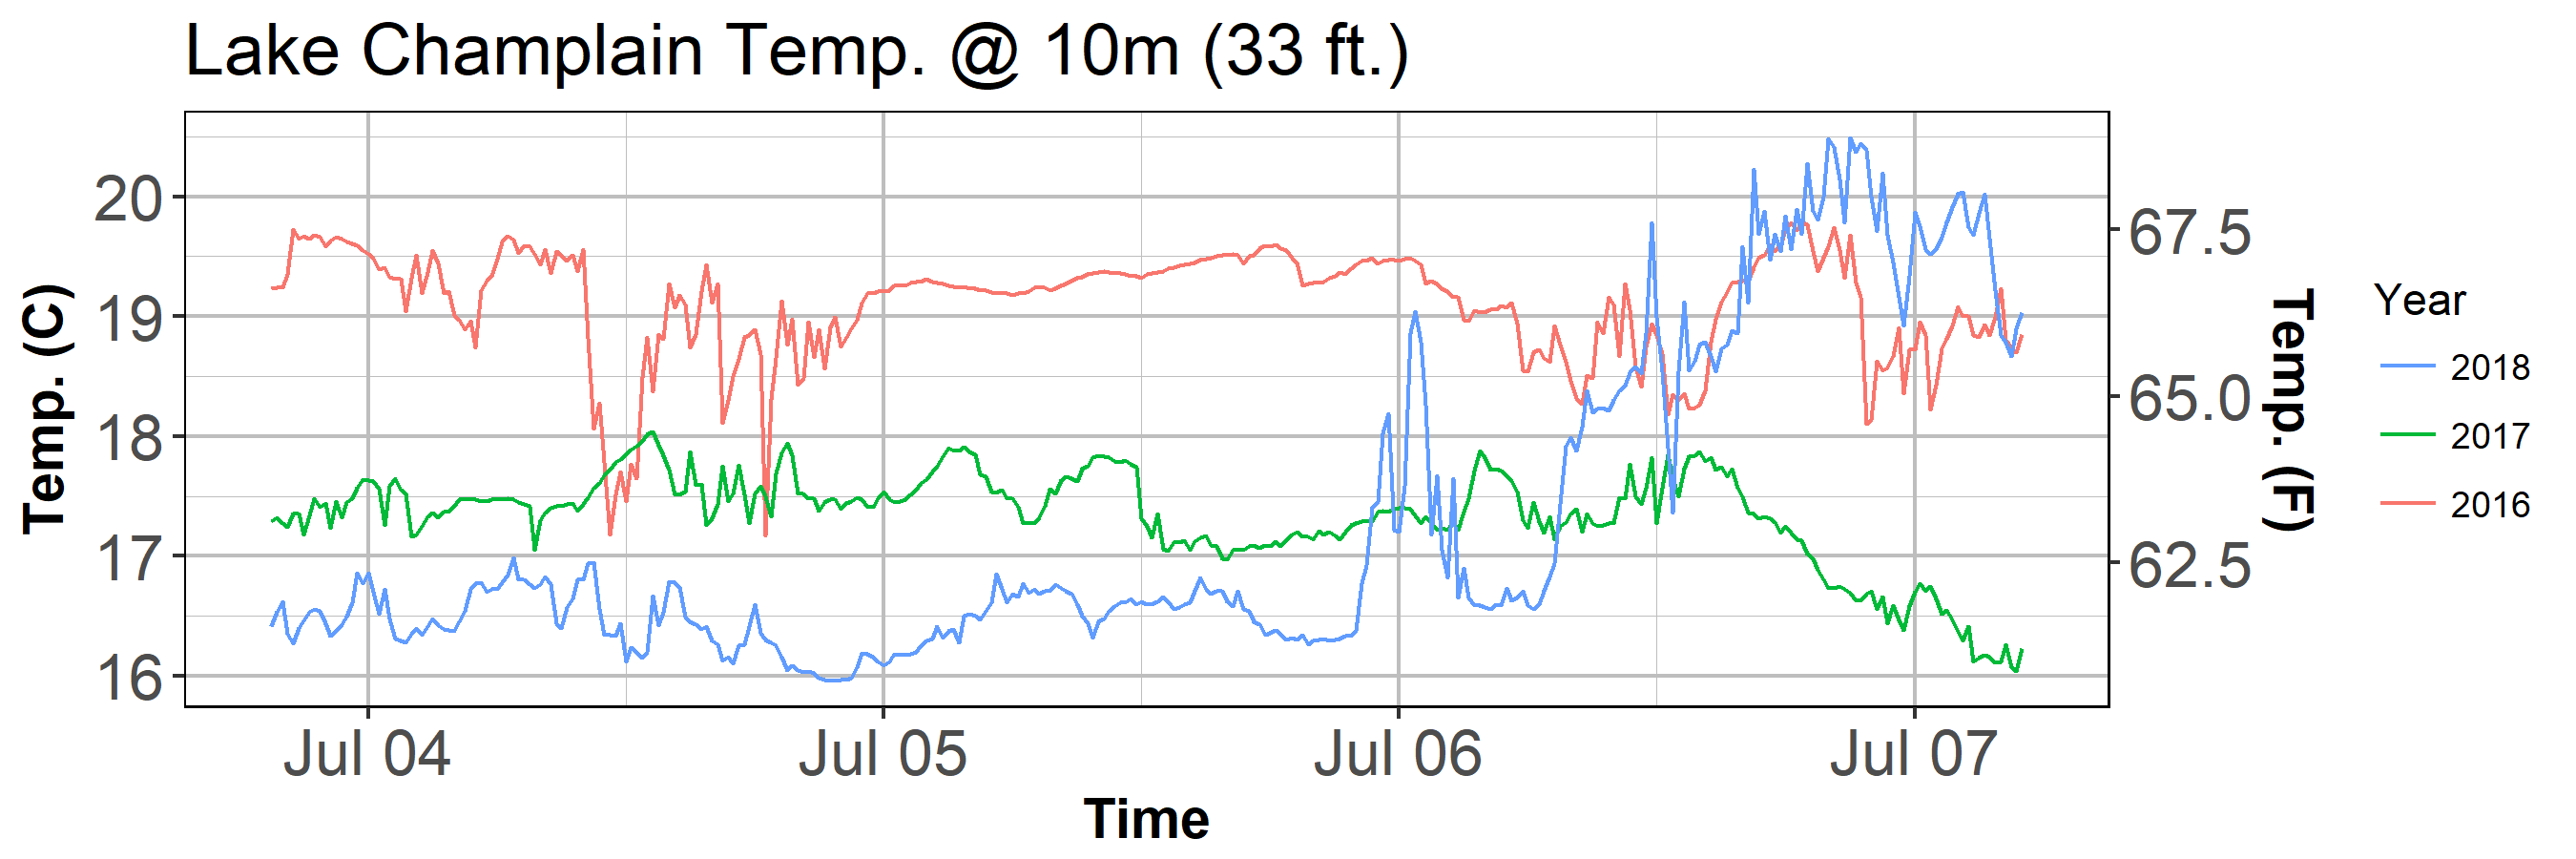 Lake Champlain Temp. @ 10m (33 ft.)
Temp. (C)
20
19
18
17
16
67.5
65.0
62.5
Temp. (F)
Jul 04
Jul 05
Jul 06
Jul 07
Time
Year
2018
2017
2016